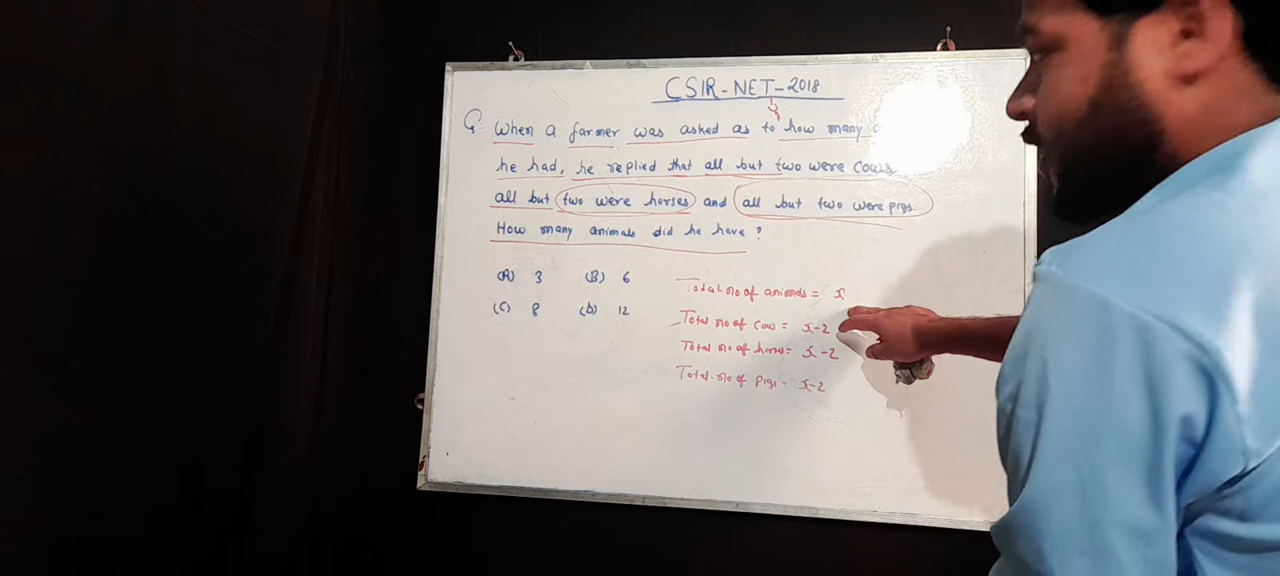 CSIR-NET-2018
Q. When a farmer was asked as to how many
he had, he replied that all but two were cows
all but two were horses and all but two were pigs.
How many animals did he have?
(A) 3 (B) 6
(C) 8 (D) 12
Total no of animals = x
Total no of cow = x-2
Total no of horses = x-2
Total no of pigs = x-2